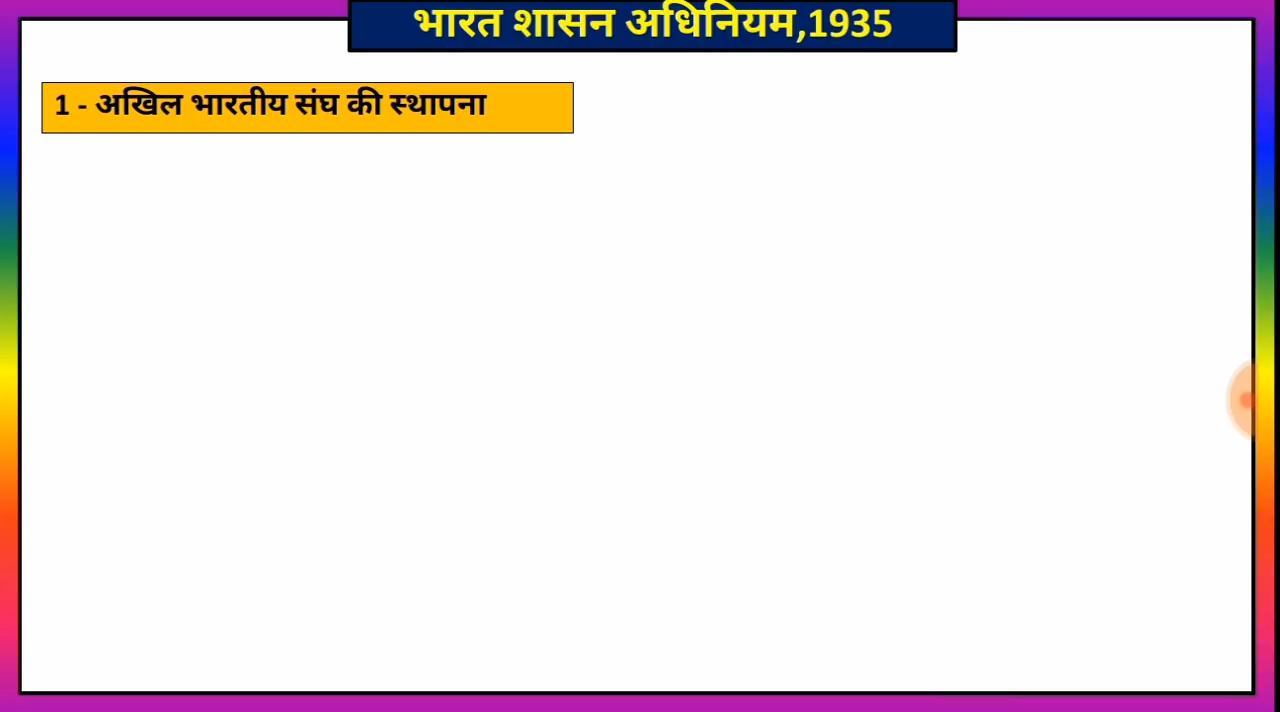 भारत शासन अधिनियम,1935
1 - अखिल भारतीय संघ की स्थापना